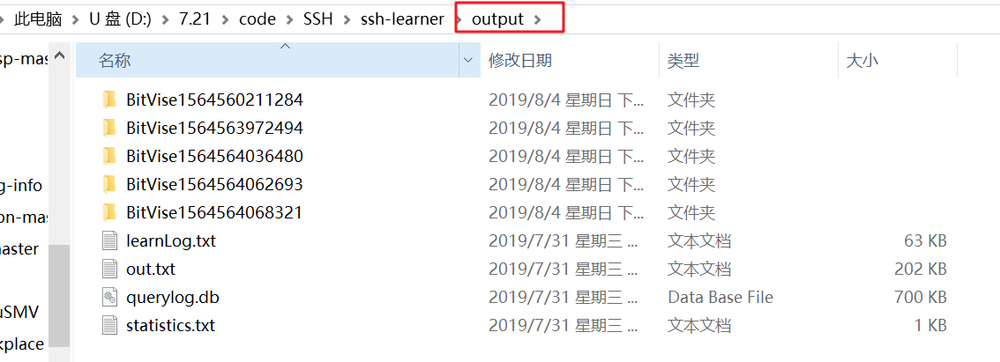 此电脑 > U 盘 (D:) > 7.21 > code > SSH > ssh-learner > output >
名称 修改日期 类型 大小
BitVise1564560211284 2019/8/4 星期日 下... 文件夹
BitVise1564563972494 2019/8/4 星期日 下... 文件夹
BitVise1564564036480 2019/8/4 星期日 下... 文件夹
BitVise1564564062693 2019/8/4 星期日 下... 文件夹
BitVise1564564068321 2019/8/4 星期日 下... 文件夹
learnLog.txt 2019/7/31 星期三 ... 文本文档 63 KB
out.txt 2019/7/31 星期三 ... 文本文档 202 KB
querylog.db 2019/7/31 星期三 ... Data Base File 700 KB
statistics.txt 2019/7/31 星期三 ... 文本文档 1 KB
sp-mas
g-info
pn-mas
naster
uSMV
kplace